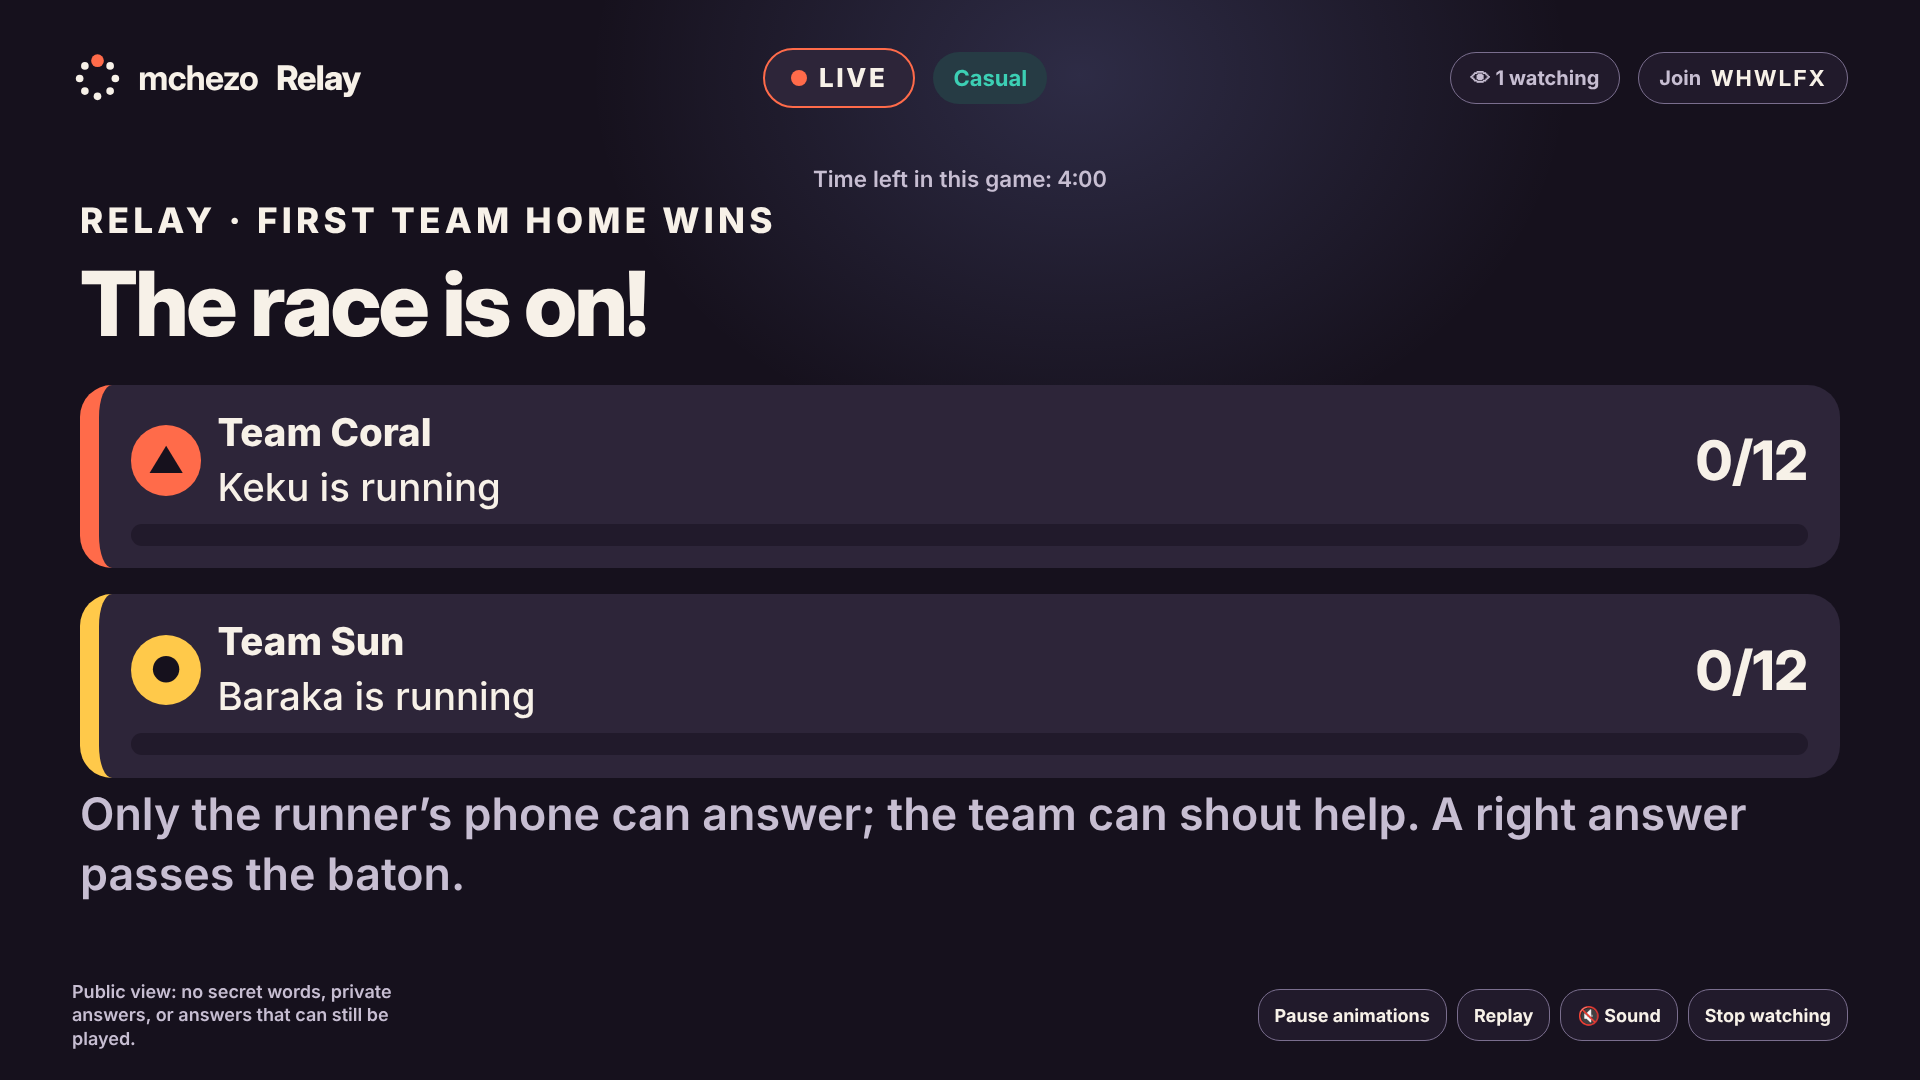 mchezo Relay
LIVE
Casual
1 watching
Join WHWLFX
Time left in this game: 4:00
RELAY · FIRST TEAM HOME WINS
The race is on!
Team Coral
Keku is running
0/12
Team Sun
Baraka is running
0/12
Only the runner’s phone can answer; the team can shout help. A right answer
passes the baton.
Public view: no secret words, private
answers, or answers that can still be
played.
Pause animations
Replay
Sound
Stop watching